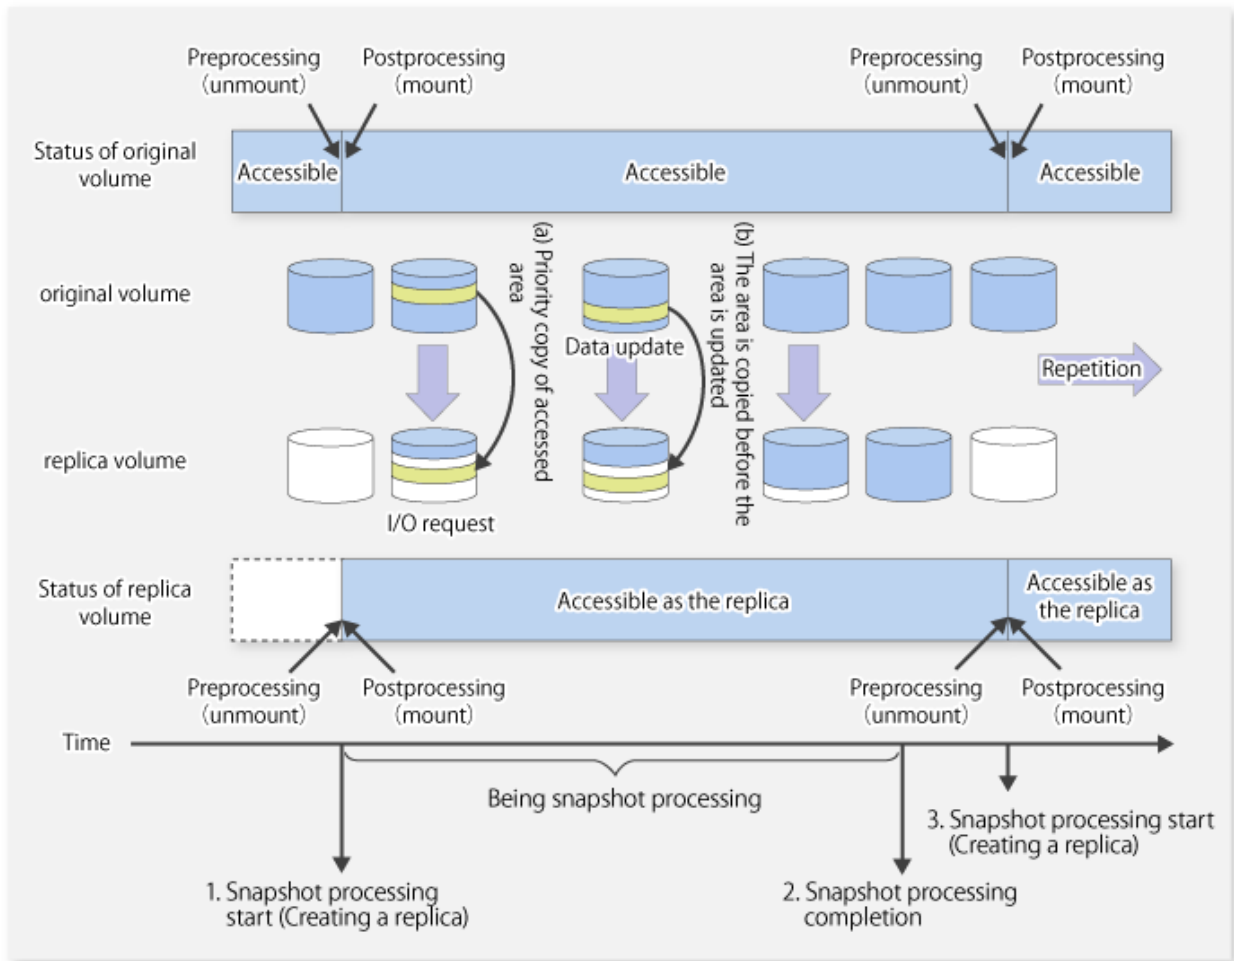 Preprocessing
(unmount)
Postprocessing
(mount)
Preprocessing
(unmount)
Postprocessing
(mount)
Status of original
volume
Accessible
Accessible
Accessible
original volume
(a) Priority copy of accessed
area
Data update
(b) The area is copied before the
area is updated
Repetition
replica volume
I/O request
Status of replica
volume
Accessible as the replica
Accessible as
the replica
Preprocessing
(unmount)
Postprocessing
(mount)
Preprocessing
(unmount)
Postprocessing
(mount)
Time
Being snapshot processing
3. Snapshot processing start
(Creating a replica)
1. Snapshot processing
start (Creating a replica)
2. Snapshot processing
completion